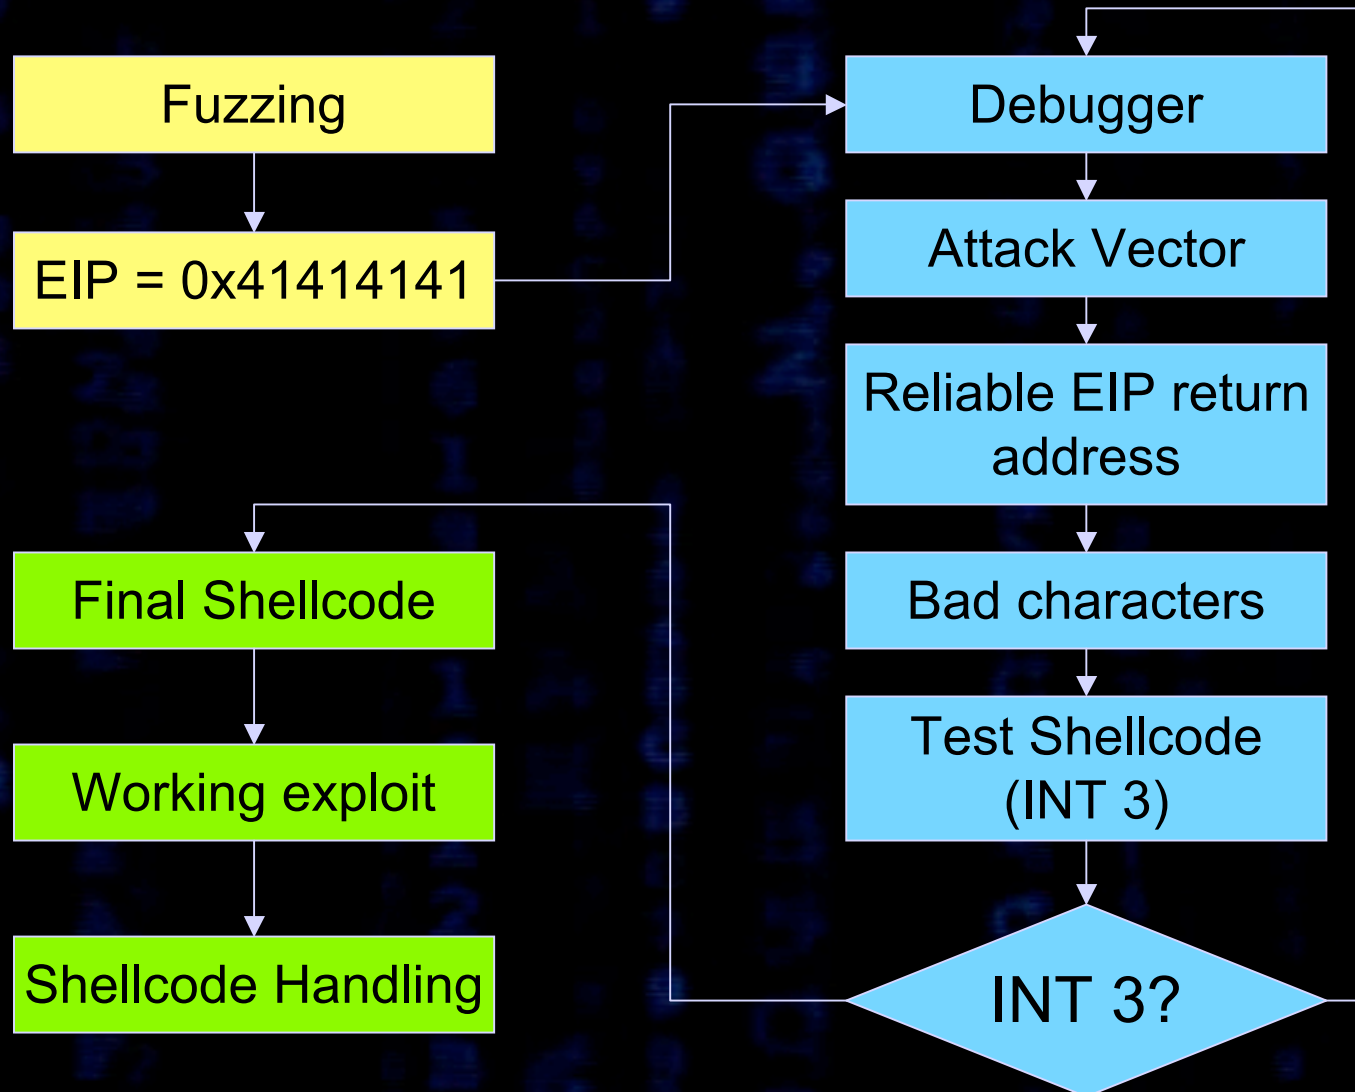 Fuzzing
EIP = 0x41414141
Debugger
Attack Vector
Reliable EIP return
address
Bad characters
Test Shellcode
(INT 3)
INT 3?
Final Shellcode
Working exploit
Shellcode Handling